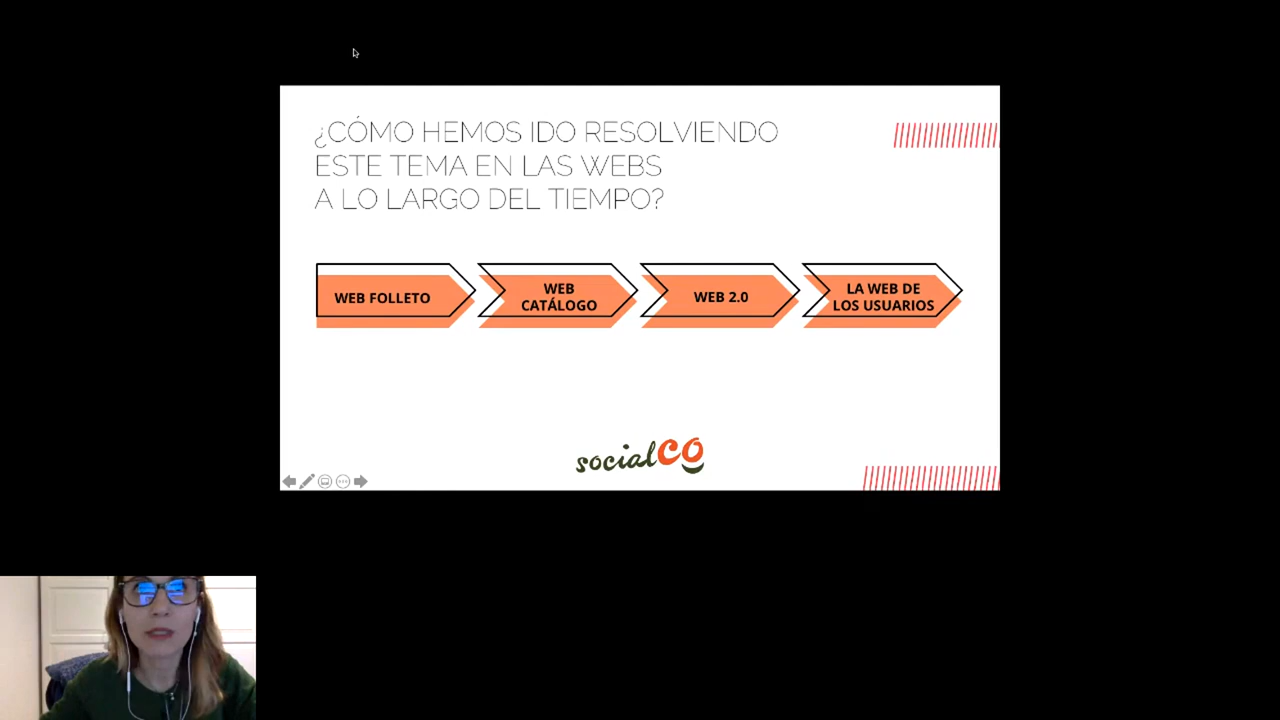 ¿CÓMO HEMOS IDO RESOLVIENDO
ESTE TEMA EN LAS WEBS
A LO LARGO DEL TIEMPO?
WEB FOLLETO
WEB
CATÁLOGO
WEB 2.0
LA WEB DE
LOS USUARIOS
socialCO